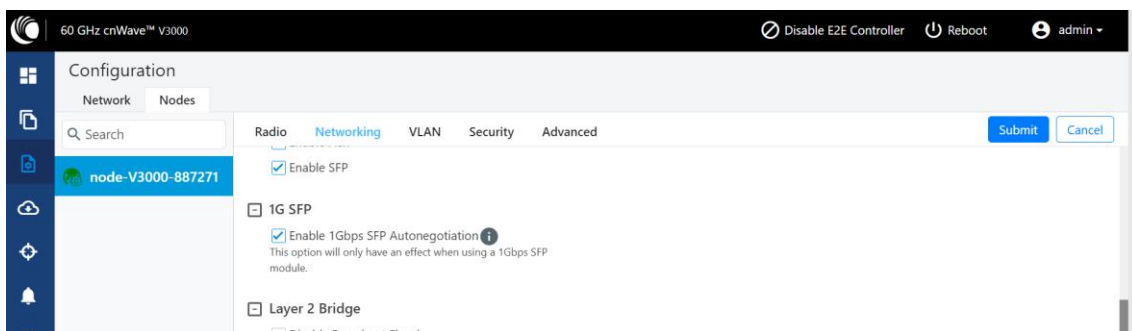 60 GHz cnWave™ V3000
Disable E2E Controller
Reboot
admin
Configuration
Network Nodes
Search
Radio Networking VLAN Security Advanced
Submit Cancel
Enable SFP
node-V3000-887271
1G SFP
Enable 1Gbps SFP Autonegotiation
This option will only have an effect when using a 1Gbps SFP
module.
Layer 2 Bridge